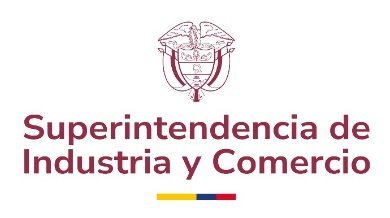 Superintendencia de
Industria y Comercio